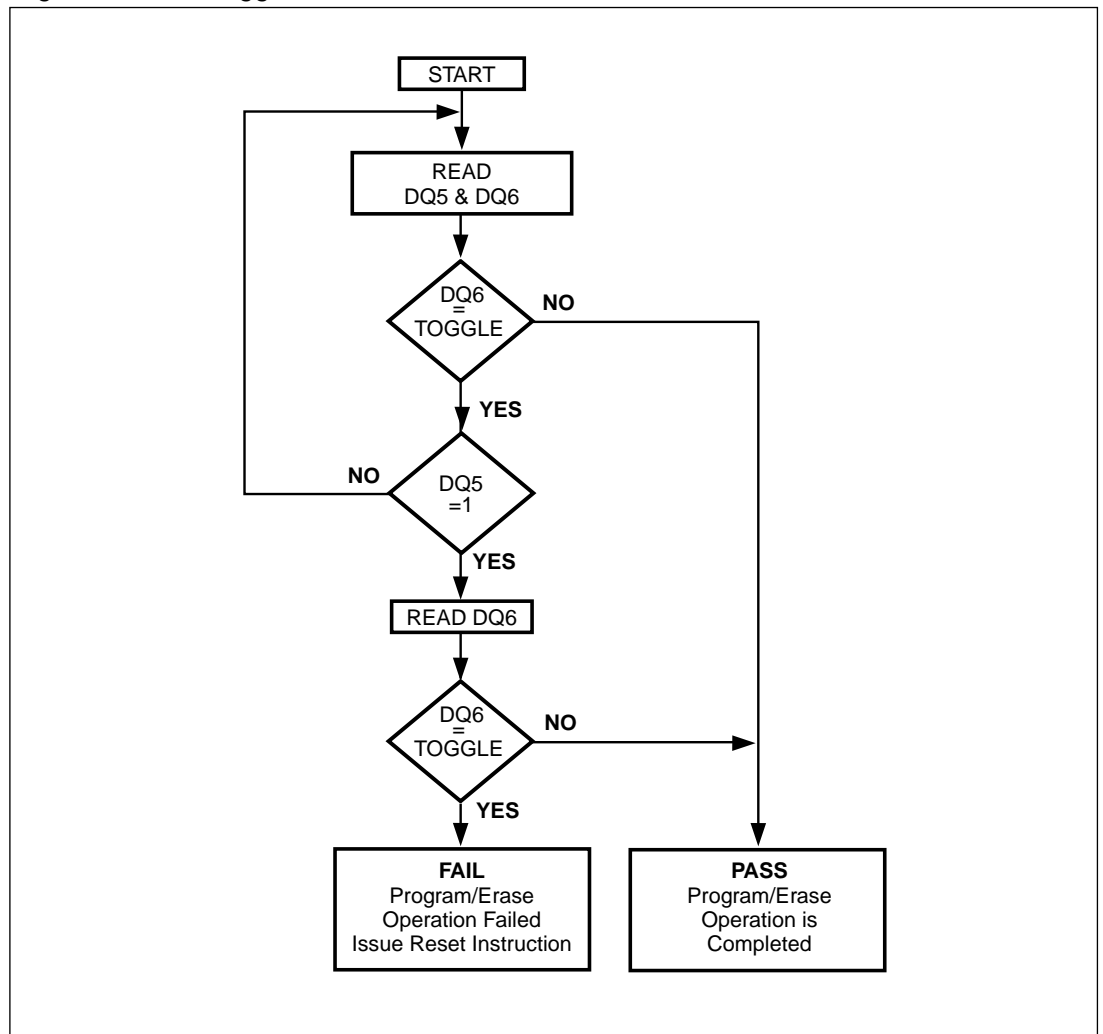 START
READ
DQ5 & DQ6
DQ6
=
TOGGLE
NO
YES
NO
DQ5
=1
YES
READ DQ6
DQ6
=
TOGGLE
NO
YES
FAIL
Program/Erase
Operation Failed
Issue Reset Instruction
PASS
Program/Erase
Operation is
Completed